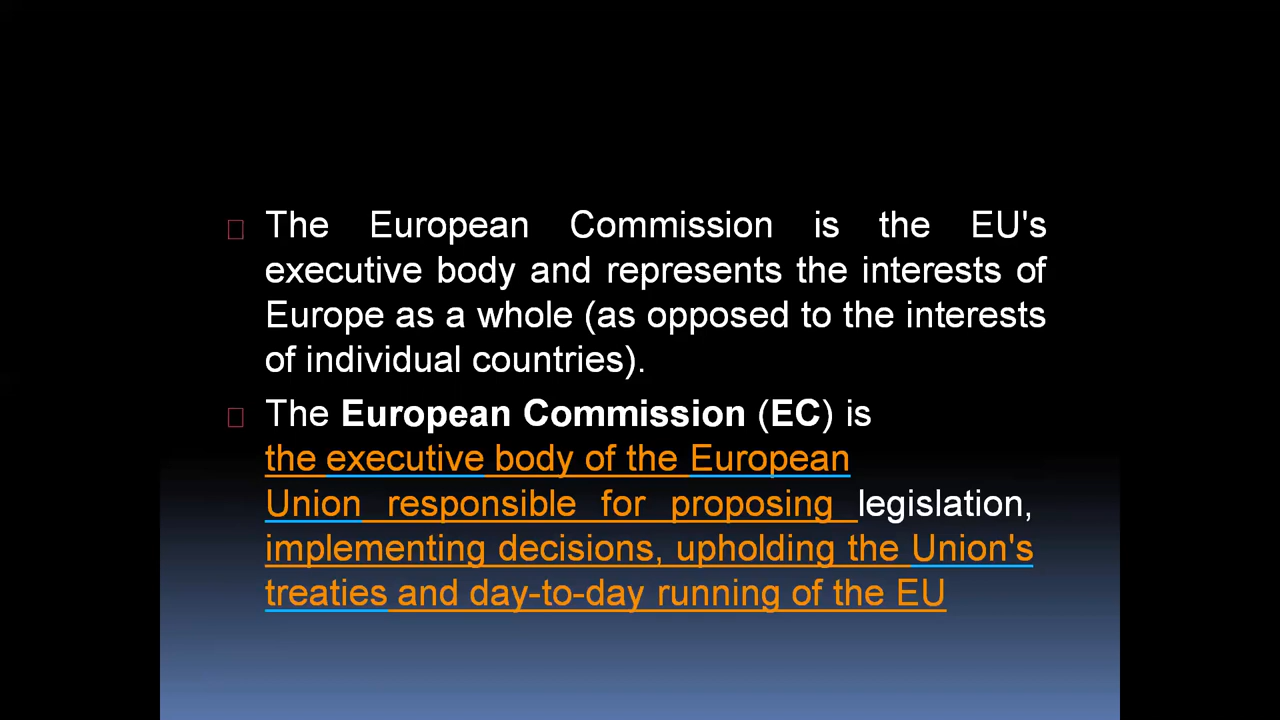 The European Commission is the EU's
executive body and represents the interests of
Europe as a whole (as opposed to the interests
of individual countries).
The European Commission (EC) is
the executive body of the European
Union responsible for proposing legislation,
implementing decisions, upholding the Union's
treaties and day-to-day running of the EU